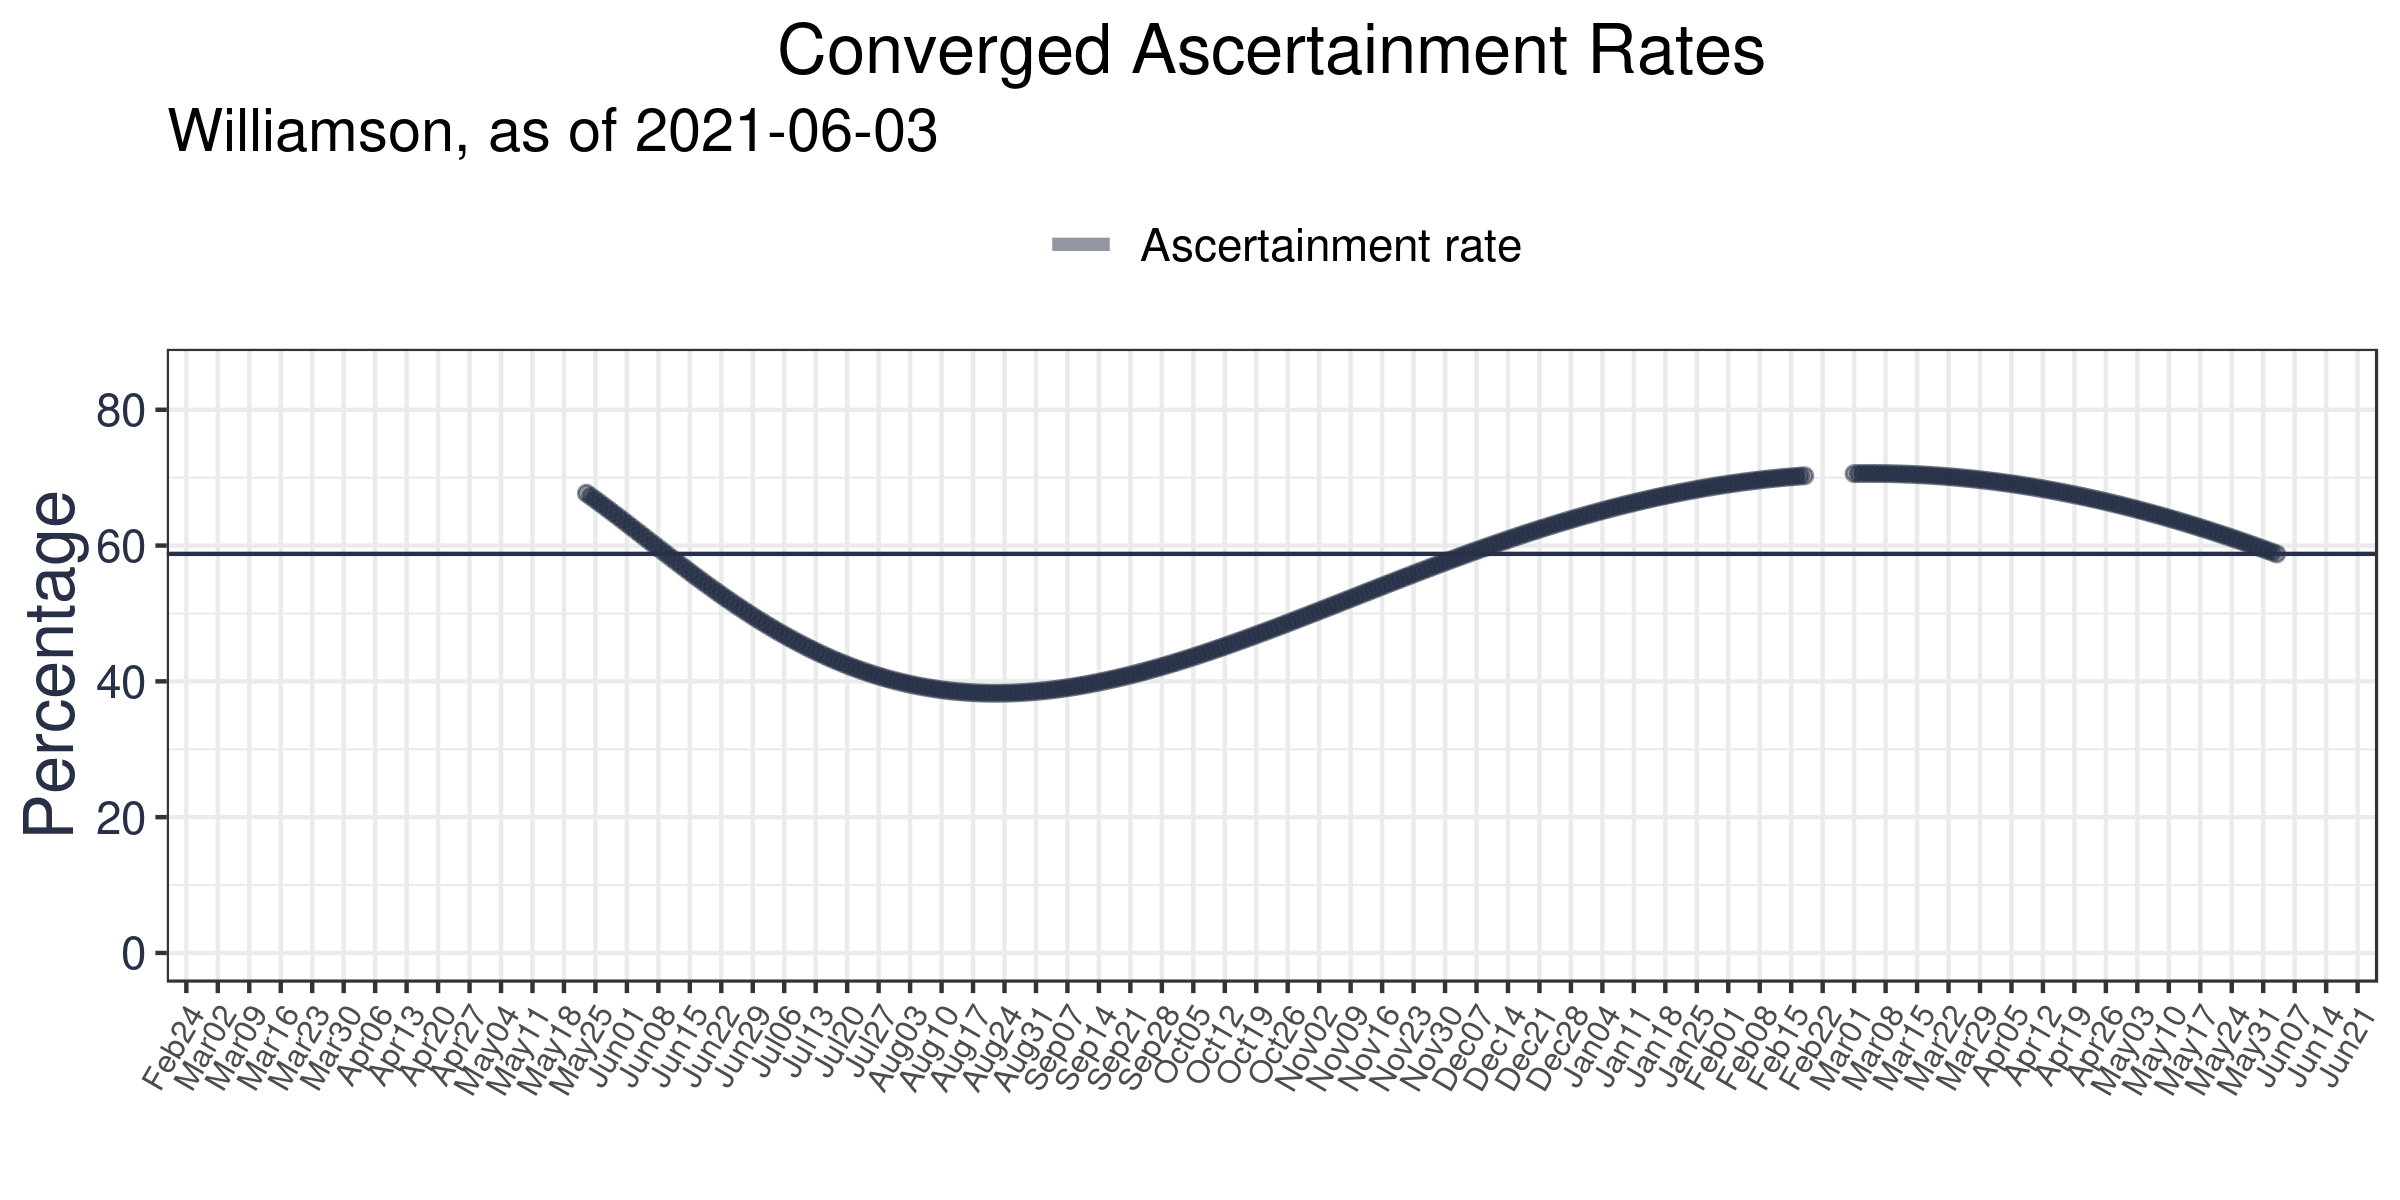 Converged Ascertainment Rates
Williamson, as of 2021-06-03
Ascertainment rate
Percentage
80
60
40
20
0
Feb24 Mar02 Mar09 Mar16 Mar23 Mar30 Apr06 Apr13 Apr20 Apr27 May04 May11 May18 May25 Jun01 Jun08 Jun15 Jun22 Jun29 Jul06 Jul13 Jul20 Jul27 Aug03 Aug10 Aug17 Aug24 Aug31 Sep07 Sep14 Sep21 Sep28 Oct05 Oct12 Oct19 Oct26 Nov02 Nov09 Nov16 Nov23 Nov30 Dec07 Dec14 Dec21 Dec28 Jan04 Jan11 Jan18 Jan25 Feb01 Feb08 Feb15 Feb22 Mar01 Mar08 Mar15 Mar22 Mar29 Apr05 Apr12 Apr19 Apr26 May03 May10 May17 May24 May31 Jun07 Jun14 Jun21